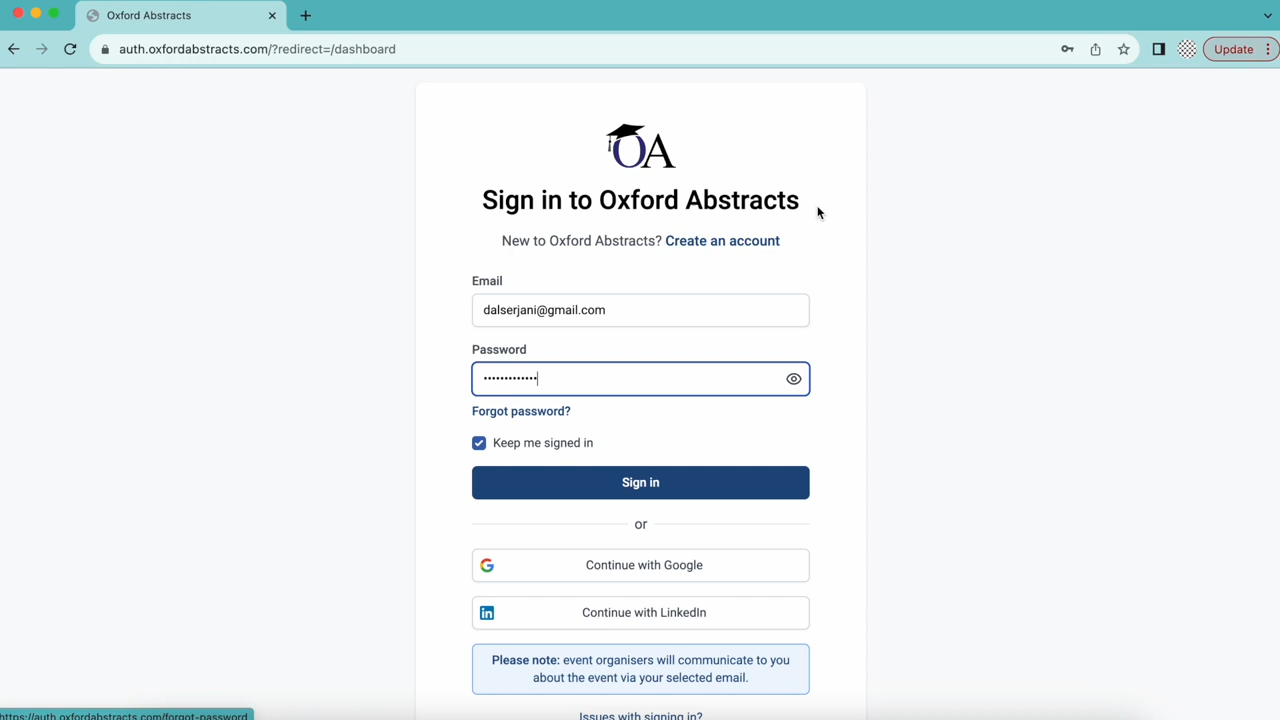 Oxford Abstracts
auth.oxfordabstracts.com/?redirect=/dashboard
Update
OA
Sign in to Oxford Abstracts
New to Oxford Abstracts? Create an account
Email
dalserjani@gmail.com
Password
•••••••••••••
Forgot password?
Keep me signed in
Sign in
or
Continue with Google
Continue with LinkedIn
Please note: event organisers will communicate to you
about the event via your selected email.
Issues with signing in?
https://auth.oxfordabstracts.com/forgot-password